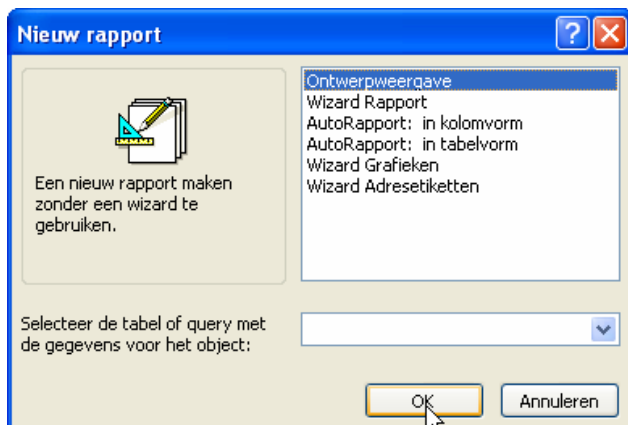 Nieuw rapport
Ontwerpweergave
Wizard Rapport
AutoRapport: in kolomvorm
AutoRapport: in tabelvorm
Wizard Grafieken
Wizard Adresetiketten
Een nieuw rapport maken
zonder een wizard te
gebruiken.
Selecteer de tabel of query met
de gegevens voor het object:
OK
Annuleren